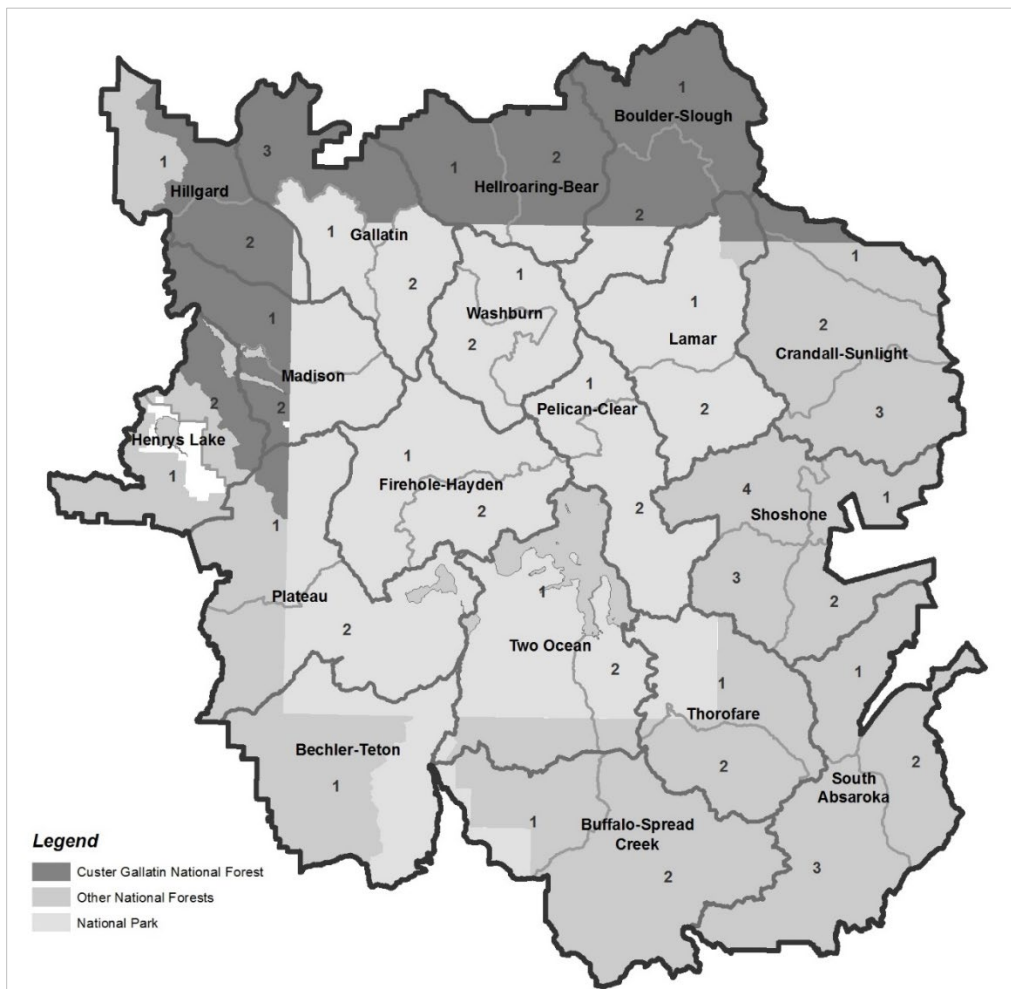 1
Boulder-Slough
3
1
Hillgard
1
2
Hellroaring-Bear
2
1
Gallatin
2
2
1
Washburn
2
1
Lamar
2
1
2
Crandall-Sunlight
3
1
Madison
2
1
Pelican-Clear
2
2
Henrys Lake
1
1
Firehole-Hayden
2
4
Shoshone
1
3
2
1
Plateau
2
1
Two Ocean
2
1
Thorofare
2
1
South
Absaroka
2
3
Bechler-Teton
1
1
Buffalo-Spread
Creek
2
Legend
Custer Gallatin National Forest
Other National Forests
National Park